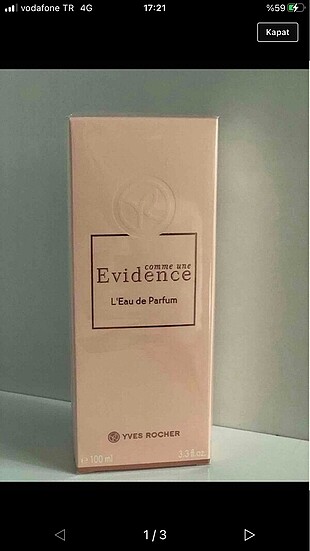 vodafone TR 4G 17:21 %59
Kapat
comme une
Evidence
L'Eau de Parfum
YVES ROCHER
e 100 ml 3.3 fl.oz.
1 / 3